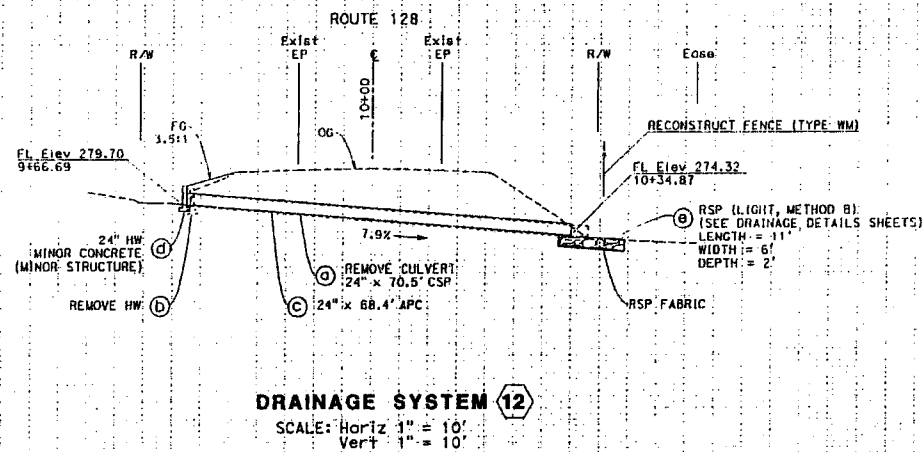 ROUTE 128
R/W
Exist
EP
℄
10+00
Exist
EP
R/W
Ease
RECONSTRUCT FENCE (TYPE WM)
FG
3.5:1
OG
FL Elev 279.70
9+66.69
FL Elev 274.32
10+34.87
e RSP (LIGHT, METHOD B)
(SEE DRAINAGE DETAILS SHEETS)
LENGTH = 11'
WIDTH = 6'
DEPTH = 2'
7.9%
24" HW d
MINOR CONCRETE
(MINOR STRUCTURE)
a REMOVE CULVERT
24" x 70.5' CSP
REMOVE HW b
c 24" x 68.4' APC
RSP FABRIC
DRAINAGE SYSTEM 12
SCALE: Horiz 1" = 10'
Vert 1" = 10'